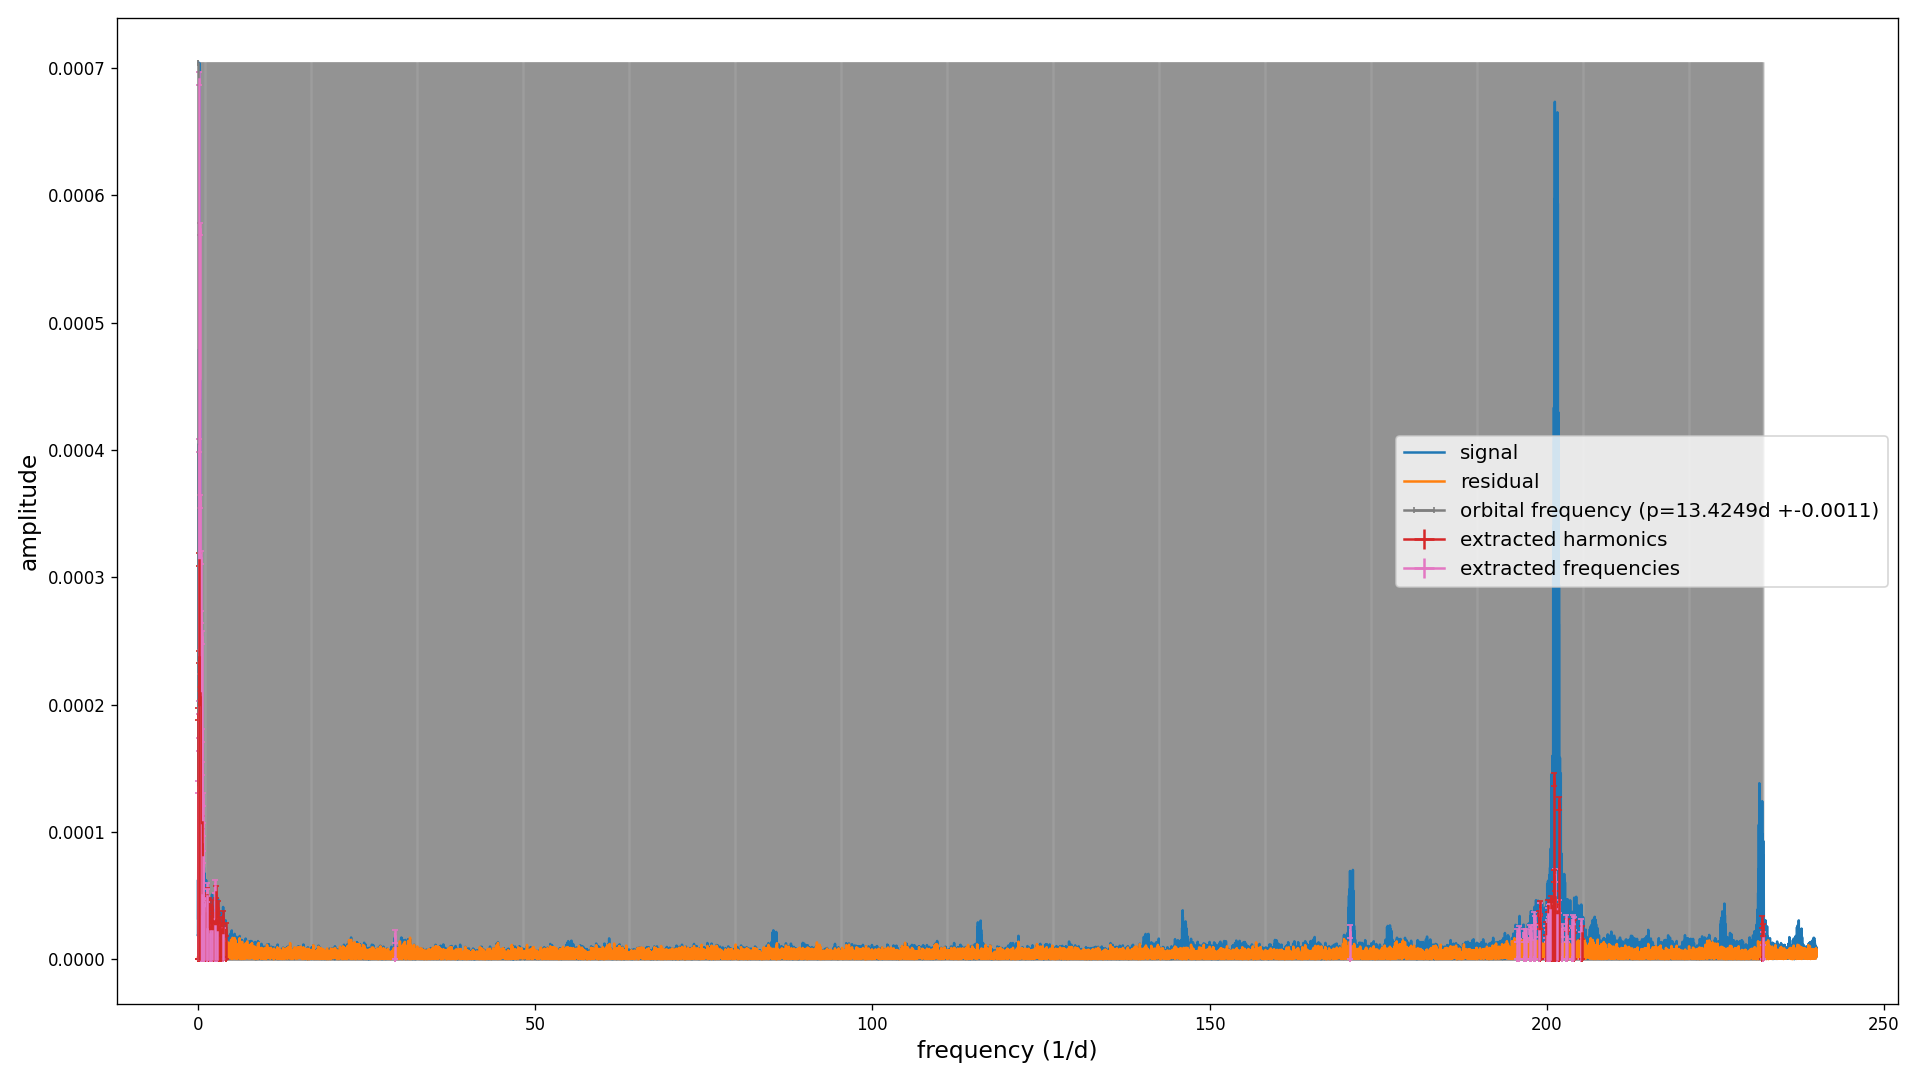 0.0007
0.0006
0.0005
0.0004
0.0003
0.0002
0.0001
0.0000
amplitude
signal
residual
orbital frequency (p=13.4249d +-0.0011)
extracted harmonics
extracted frequencies
0 50 100 150 200 250
frequency (1/d)